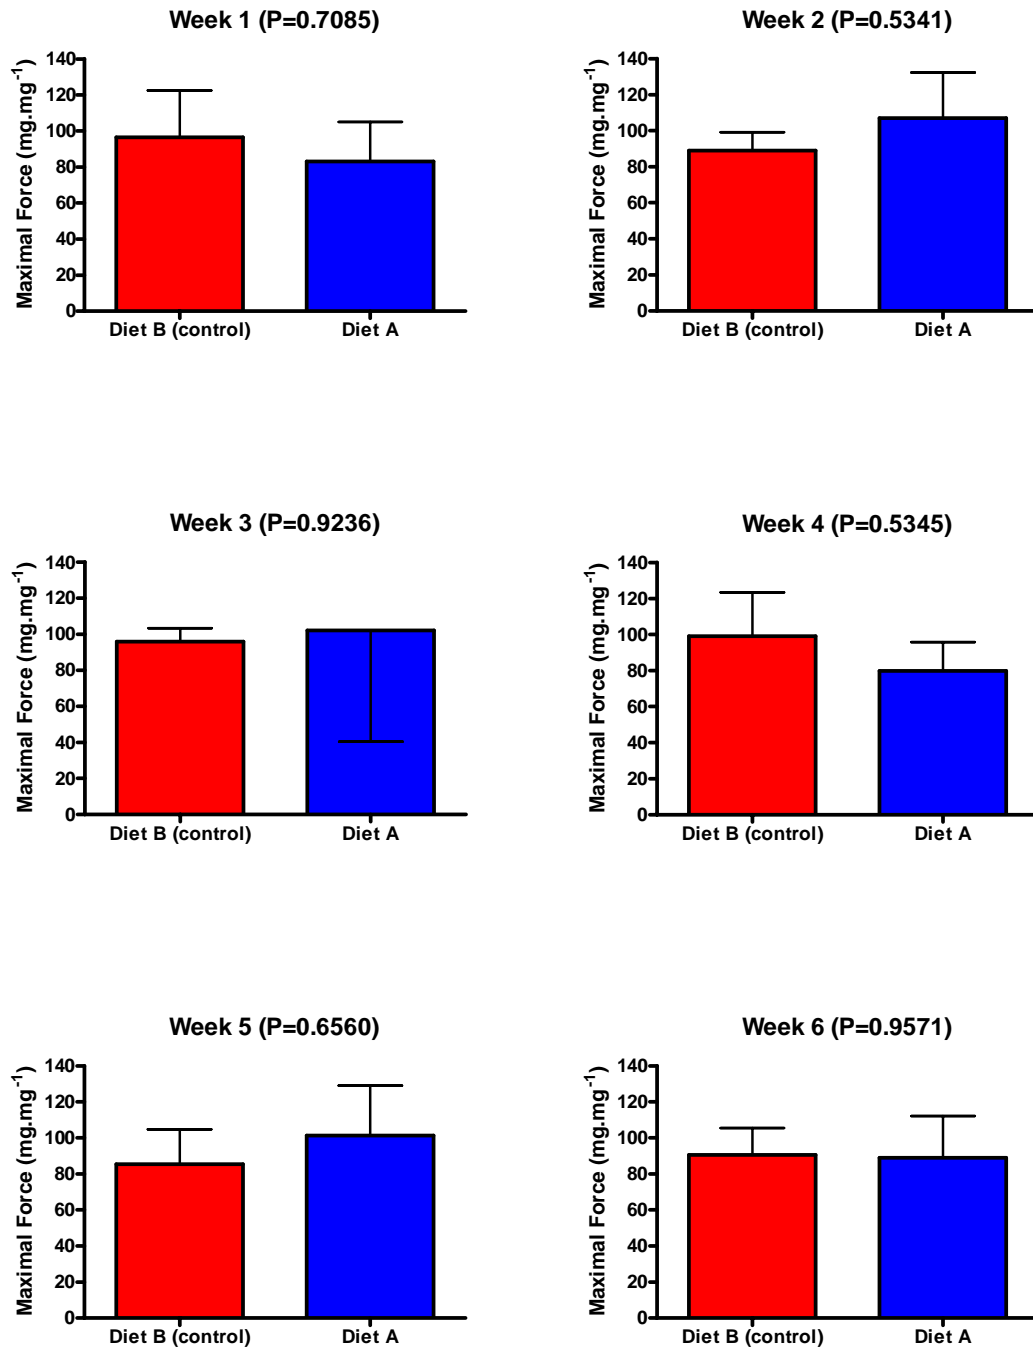 Week 1 (P=0.7085)
Maximal Force (mg.mg⁻¹)
140
120
100
80
60
40
20
0
Diet B (control) Diet A
Week 2 (P=0.5341)
Maximal Force (mg.mg⁻¹)
140
120
100
80
60
40
20
0
Diet B (control) Diet A
Week 3 (P=0.9236)
Maximal Force (mg.mg⁻¹)
140
120
100
80
60
40
20
0
Diet B (control) Diet A
Week 4 (P=0.5345)
Maximal Force (mg.mg⁻¹)
140
120
100
80
60
40
20
0
Diet B (control) Diet A
Week 5 (P=0.6560)
Maximal Force (mg.mg⁻¹)
140
120
100
80
60
40
20
0
Diet B (control) Diet A
Week 6 (P=0.9571)
Maximal Force (mg.mg⁻¹)
140
120
100
80
60
40
20
0
Diet B (control) Diet A